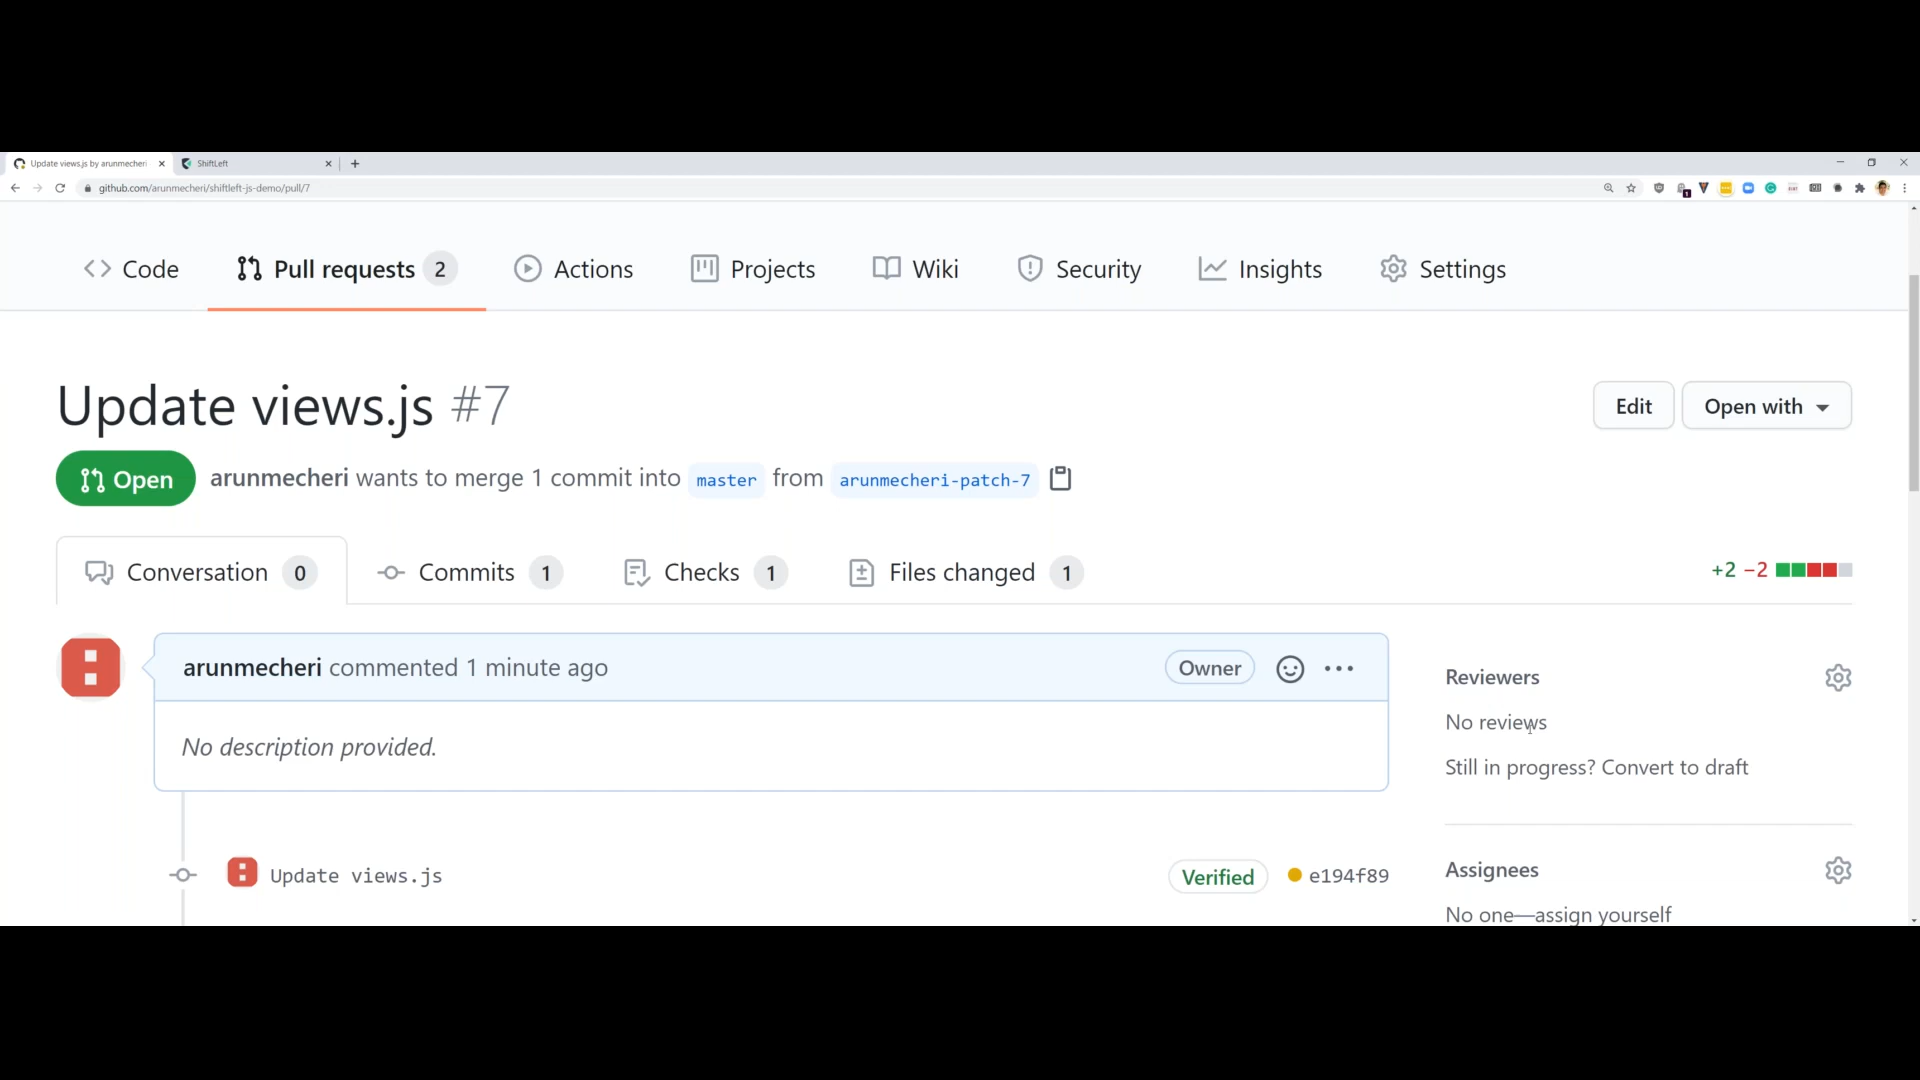 Update views.js by arunmecheri
ShiftLeft
github.com/arunmecheri/shiftleft-js-demo/pull/7
Code Pull requests 2 Actions Projects Wiki Security Insights Settings
Update views.js #7
Edit Open with
Open arunmecheri wants to merge 1 commit into master from arunmecheri-patch-7
Conversation 0 Commits 1 Checks 1 Files changed 1
+2 −2
arunmecheri commented 1 minute ago
Owner
No description provided.
Reviewers
No reviews
Still in progress? Convert to draft
Update views.js
Verified e194f89
Assignees
No one—assign yourself